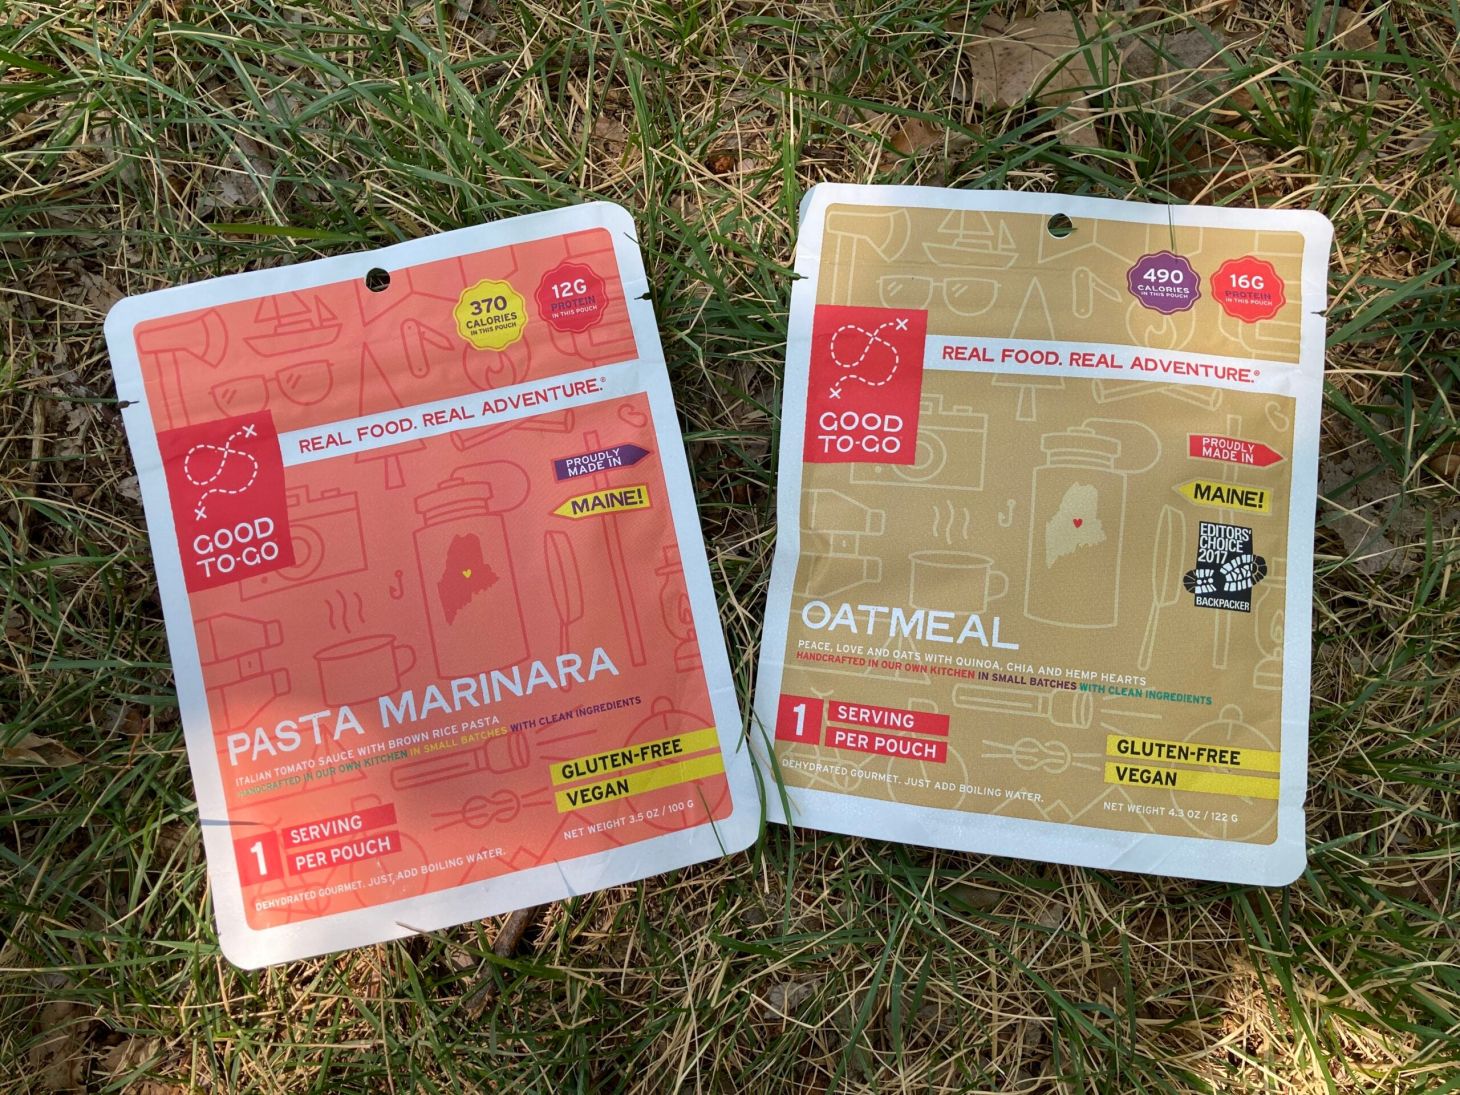 370
CALORIES
IN THIS POUCH
12G
PROTEIN
IN THIS POUCH
REAL FOOD. REAL ADVENTURE.®
GOOD
TO-GO
PROUDLY
MADE IN
MAINE!
PASTA MARINARA
ITALIAN TOMATO SAUCE WITH BROWN RICE PASTA
HANDCRAFTED IN OUR OWN KITCHEN IN SMALL BATCHES WITH CLEAN INGREDIENTS
GLUTEN-FREE
VEGAN
NET WEIGHT 3.5 OZ / 100 G
1 SERVING
PER POUCH
DEHYDRATED GOURMET. JUST ADD BOILING WATER.
490
CALORIES
IN THIS POUCH
16G
PROTEIN
IN THIS POUCH
REAL FOOD. REAL ADVENTURE.®
GOOD
TO-GO
PROUDLY
MADE IN
MAINE!
EDITORS'
CHOICE
2017
BACKPACKER
OATMEAL
PEACE, LOVE AND OATS WITH QUINOA, CHIA AND HEMP HEARTS
HANDCRAFTED IN OUR OWN KITCHEN IN SMALL BATCHES WITH CLEAN INGREDIENTS
1 SERVING
PER POUCH
GLUTEN-FREE
VEGAN
DEHYDRATED GOURMET. JUST ADD BOILING WATER.
NET WEIGHT 4.3 OZ / 122 G